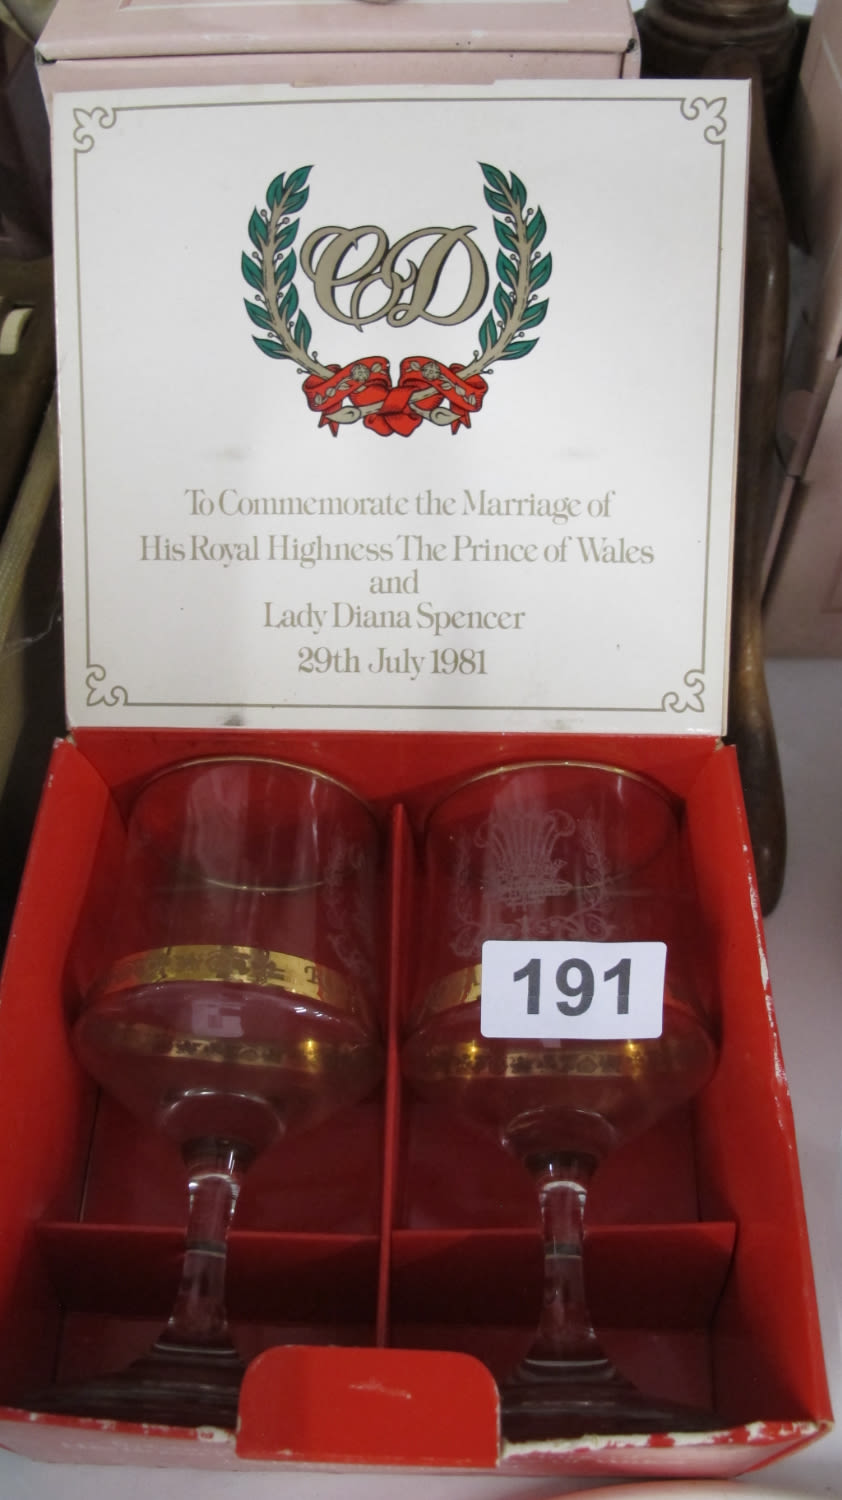 CD
To Commemorate the Marriage of
His Royal Highness The Prince of Wales
and
Lady Diana Spencer
29th July 1981
191